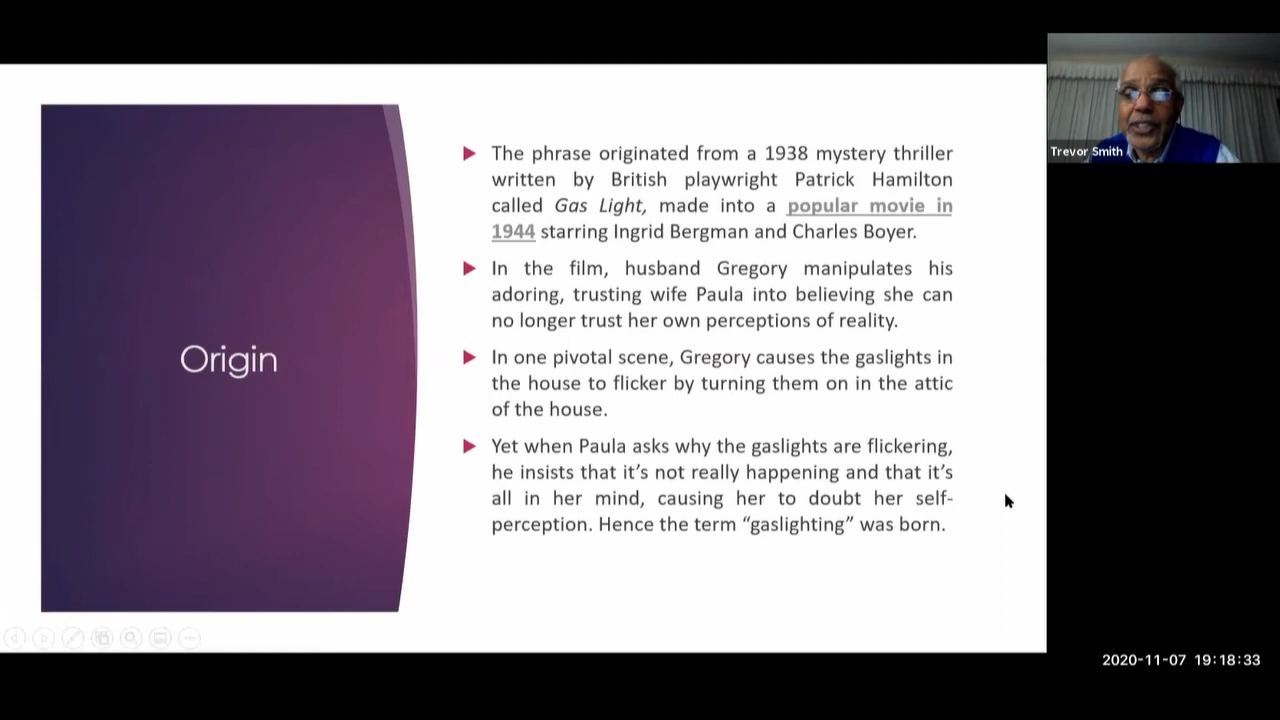 Origin
The phrase originated from a 1938 mystery thriller
written by British playwright Patrick Hamilton
called Gas Light, made into a popular movie in
1944 starring Ingrid Bergman and Charles Boyer.
In the film, husband Gregory manipulates his
adoring, trusting wife Paula into believing she can
no longer trust her own perceptions of reality.
In one pivotal scene, Gregory causes the gaslights in
the house to flicker by turning them on in the attic
of the house.
Yet when Paula asks why the gaslights are flickering,
he insists that it’s not really happening and that it’s
all in her mind, causing her to doubt her self-
perception. Hence the term “gaslighting” was born.
Trevor Smith
2020-11-07 19:18:33